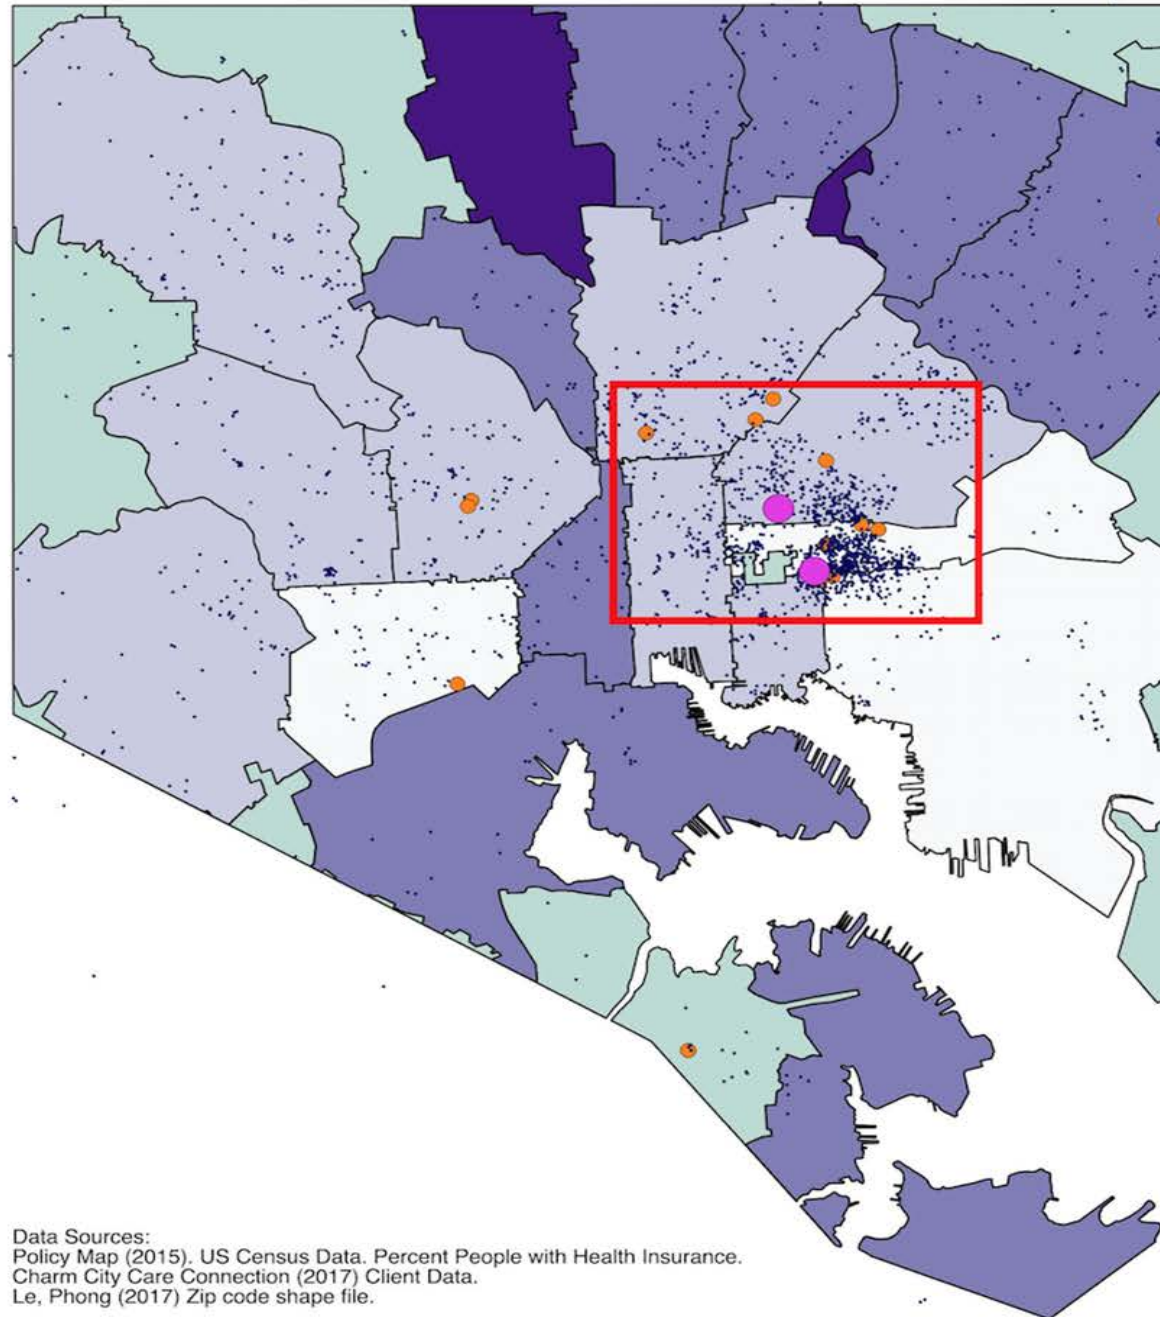 Data Sources:
Policy Map (2015). US Census Data. Percent People with Health Insurance.
Charm City Care Connection (2017) Client Data.
Le, Phong (2017) Zip code shape file.